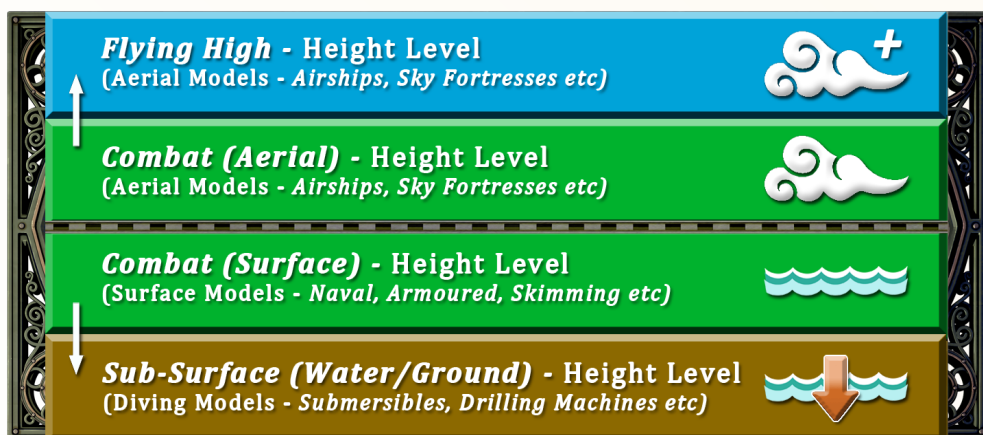 Flying High - Height Level
(Aerial Models - Airships, Sky Fortresses etc)
Combat (Aerial) - Height Level
(Aerial Models - Airships, Sky Fortresses etc)
Combat (Surface) - Height Level
(Surface Models - Naval, Armoured, Skimming etc)
Sub-Surface (Water/Ground) - Height Level
(Diving Models - Submersibles, Drilling Machines etc)